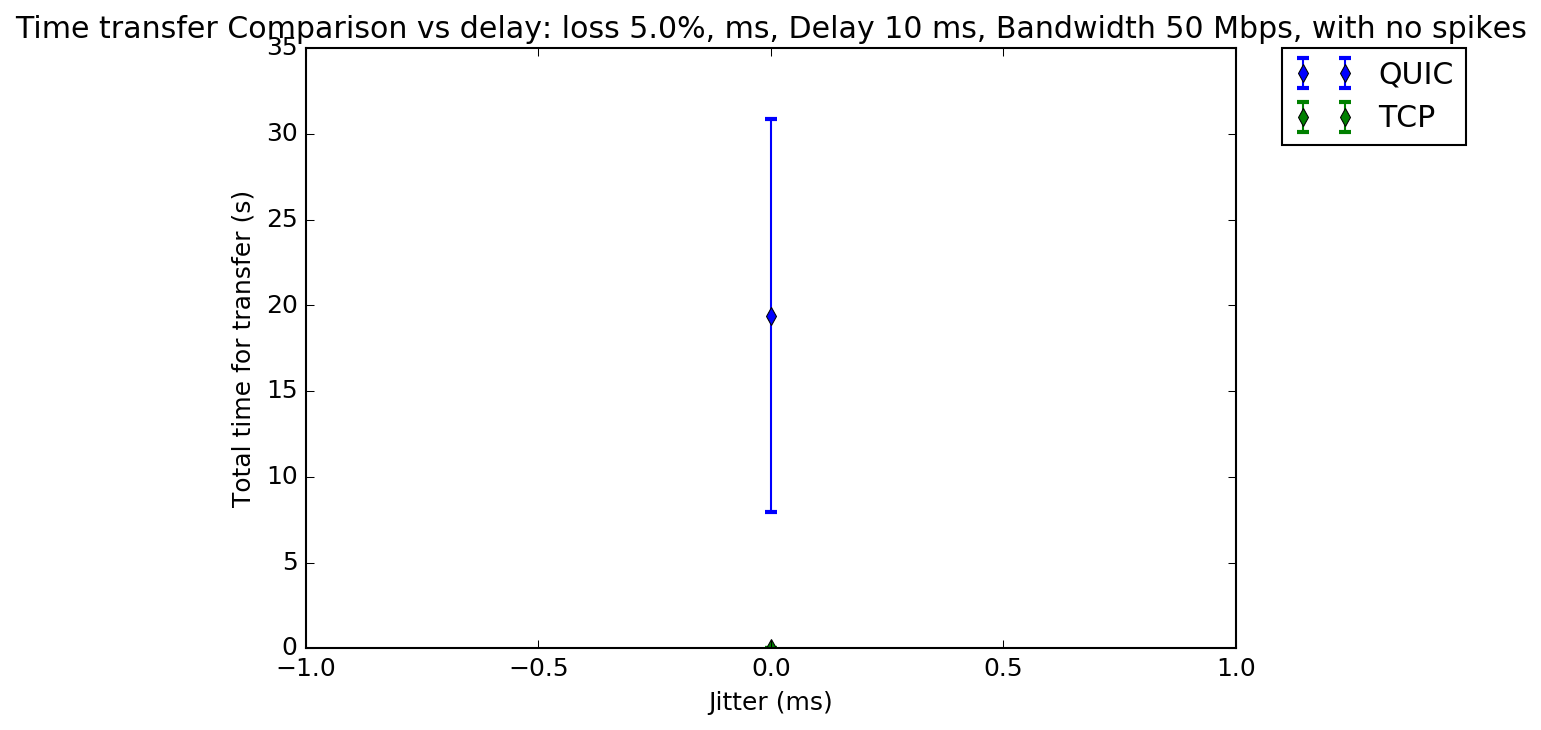 Time transfer Comparison vs delay: loss 5.0%, ms, Delay 10 ms, Bandwidth 50 Mbps, with no spikes
35
30
25
20
15
10
5
0
Total time for transfer (s)
−1.0 −0.5 0.0 0.5 1.0
Jitter (ms)
QUIC
TCP